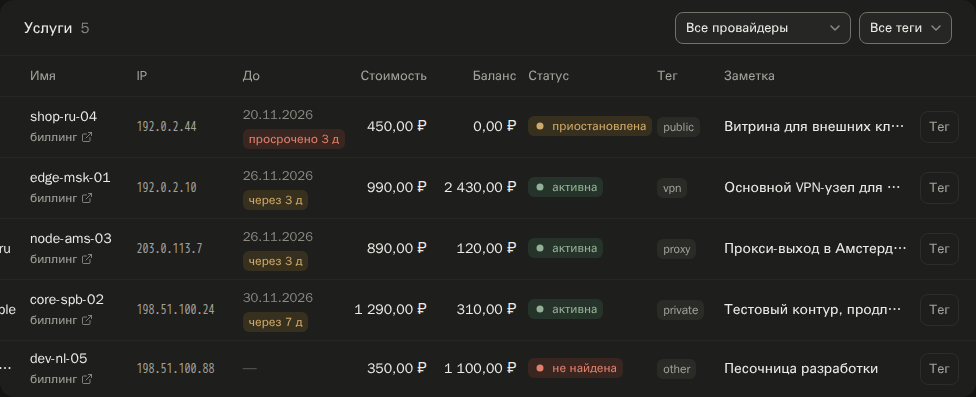 Услуги 5
Все провайдеры
Все теги
Имя IP До Стоимость Баланс Статус Тег Заметка
shop-ru-04 192.0.2.44 20.11.2026 450,00 ₽ 0,00 ₽ приостановлена public Витрина для внешних кл… Тег
биллинг просрочено 3 д
edge-msk-01 192.0.2.10 26.11.2026 990,00 ₽ 2 430,00 ₽ активна vpn Основной VPN-узел для … Тег
биллинг через 3 д
ru node-ams-03 203.0.113.7 26.11.2026 890,00 ₽ 120,00 ₽ активна proxy Прокси-выход в Амстерд… Тег
биллинг через 3 д
ble core-spb-02 198.51.100.24 30.11.2026 1 290,00 ₽ 310,00 ₽ активна private Тестовый контур, продл… Тег
биллинг через 7 д
… dev-nl-05 198.51.100.88 — 350,00 ₽ 1 100,00 ₽ не найдена other Песочница разработки Тег
биллинг